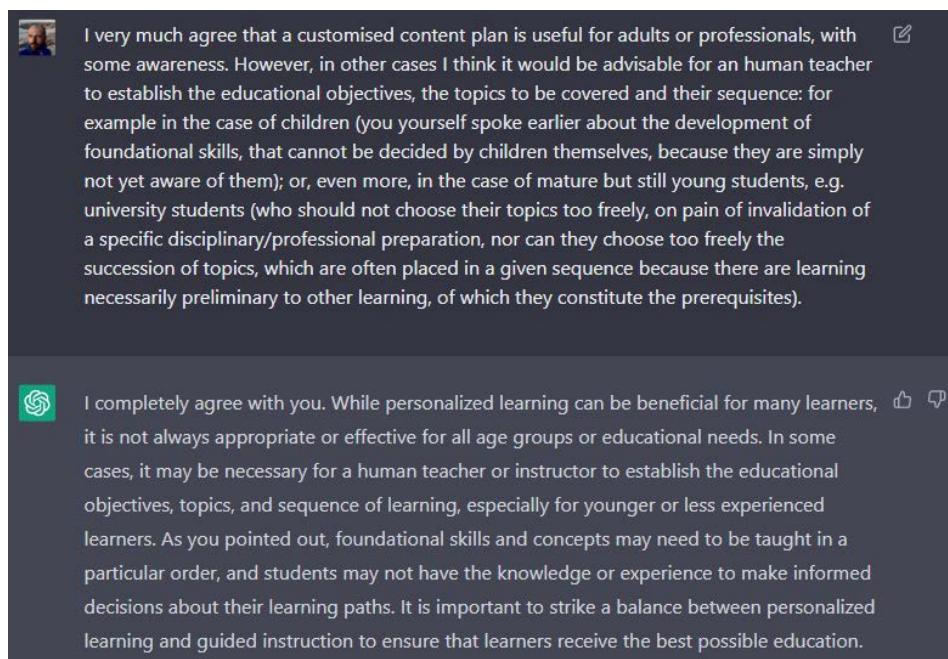 I very much agree that a customised content plan is useful for adults or professionals, with
some awareness. However, in other cases I think it would be advisable for an human teacher
to establish the educational objectives, the topics to be covered and their sequence: for
example in the case of children (you yourself spoke earlier about the development of
foundational skills, that cannot be decided by children themselves, because they are simply
not yet aware of them); or, even more, in the case of mature but still young students, e.g.
university students (who should not choose their topics too freely, on pain of invalidation of
a specific disciplinary/professional preparation, nor can they choose too freely the
succession of topics, which are often placed in a given sequence because there are learning
necessarily preliminary to other learning, of which they constitute the prerequisites).
I completely agree with you. While personalized learning can be beneficial for many learners,
it is not always appropriate or effective for all age groups or educational needs. In some
cases, it may be necessary for a human teacher or instructor to establish the educational
objectives, topics, and sequence of learning, especially for younger or less experienced
learners. As you pointed out, foundational skills and concepts may need to be taught in a
particular order, and students may not have the knowledge or experience to make informed
decisions about their learning paths. It is important to strike a balance between personalized
learning and guided instruction to ensure that learners receive the best possible education.